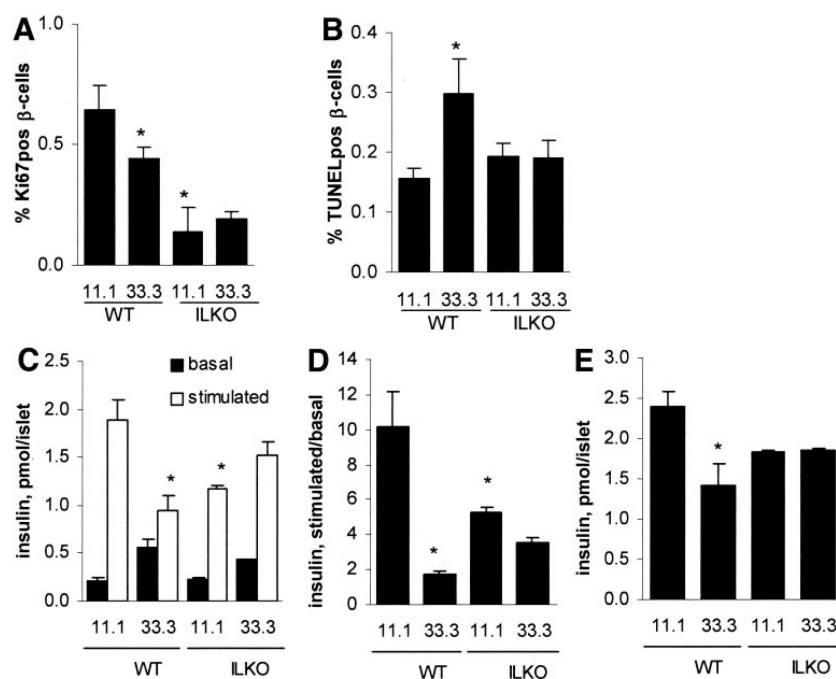 A
% Ki67pos β-cells
1.0
0.5
0.0
*
*
11.1 33.3 11.1 33.3
WT ILKO
B
% TUNELpos β-cells
0.4
0.3
0.2
0.1
0.0
*
11.1 33.3 11.1 33.3
WT ILKO
C
insulin, pmol/islet
2.5
2.0
1.5
1.0
0.5
0.0
basal
stimulated
*
*
11.1 33.3 11.1 33.3
WT ILKO
D
insulin, stimulated/basal
14
12
10
8
6
4
2
0
*
*
11.1 33.3 11.1 33.3
WT ILKO
E
insulin, pmol/islet
3.0
2.5
2.0
1.5
1.0
0.5
0.0
*
11.1 33.3 11.1 33.3
WT ILKO